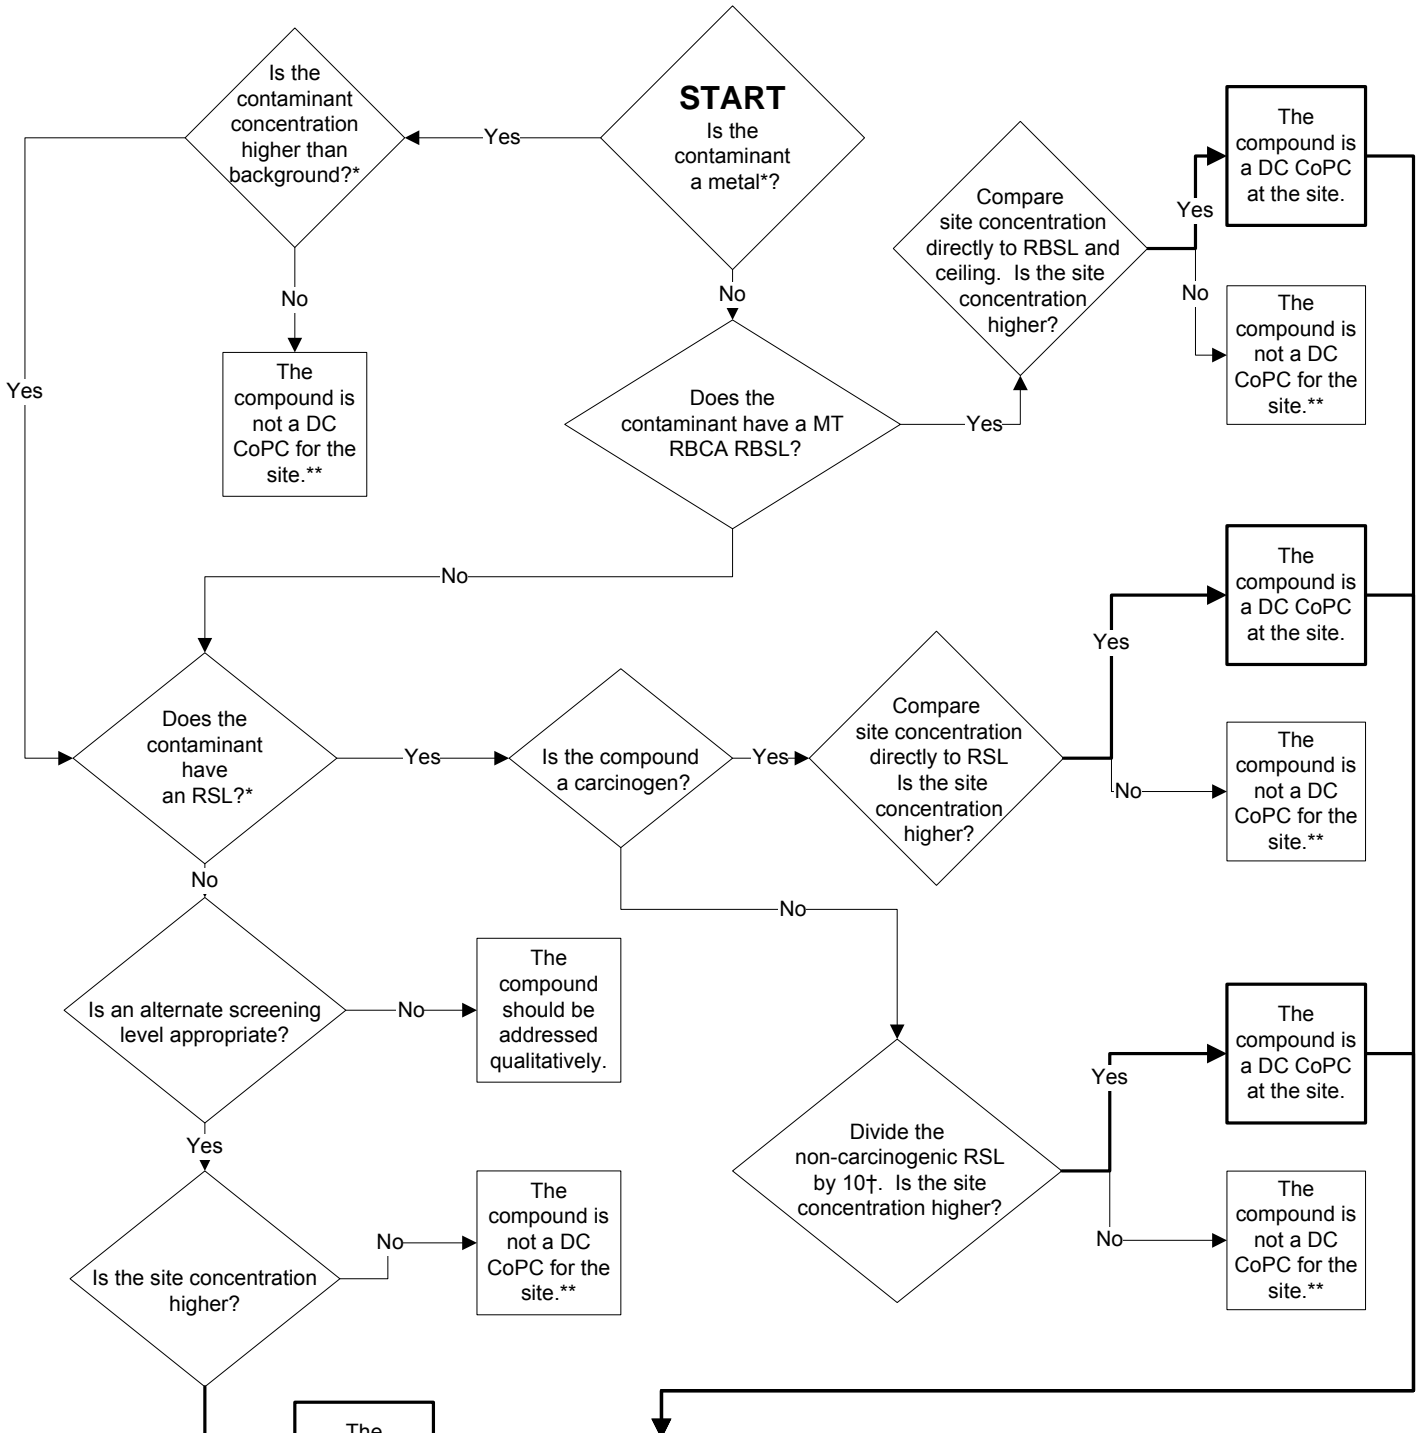 START
Is the
contaminant
a metal*?
Yes
Is the
contaminant
concentration
higher than
background?*
Yes
No
The
compound is
not a DC
CoPC for the
site.**
No
Does the
contaminant have a MT
RBCA RBSL?
Yes
Compare
site concentration
directly to RBSL and
ceiling. Is the site
concentration
higher?
Yes
The
compound is
a DC CoPC
at the site.
No
The
compound is
not a DC
CoPC for the
site.**
No
Does the
contaminant
have
an RSL?*
Yes
Is the compound
a carcinogen?
Yes
Compare
site concentration
directly to RSL
Is the site
concentration
higher?
Yes
The
compound is
a DC CoPC
at the site.
No
The
compound is
not a DC
CoPC for the
site.**
No
Divide the
non-carcinogenic RSL
by 10†. Is the site
concentration higher?
Yes
The
compound is
a DC CoPC
at the site.
No
The
compound is
not a DC
CoPC for the
site.**
No
Is an alternate screening
level appropriate?
No
The
compound
should be
addressed
qualitatively.
Yes
Is the site concentration
higher?
No
The
compound is
not a DC
CoPC for the
site.**
The